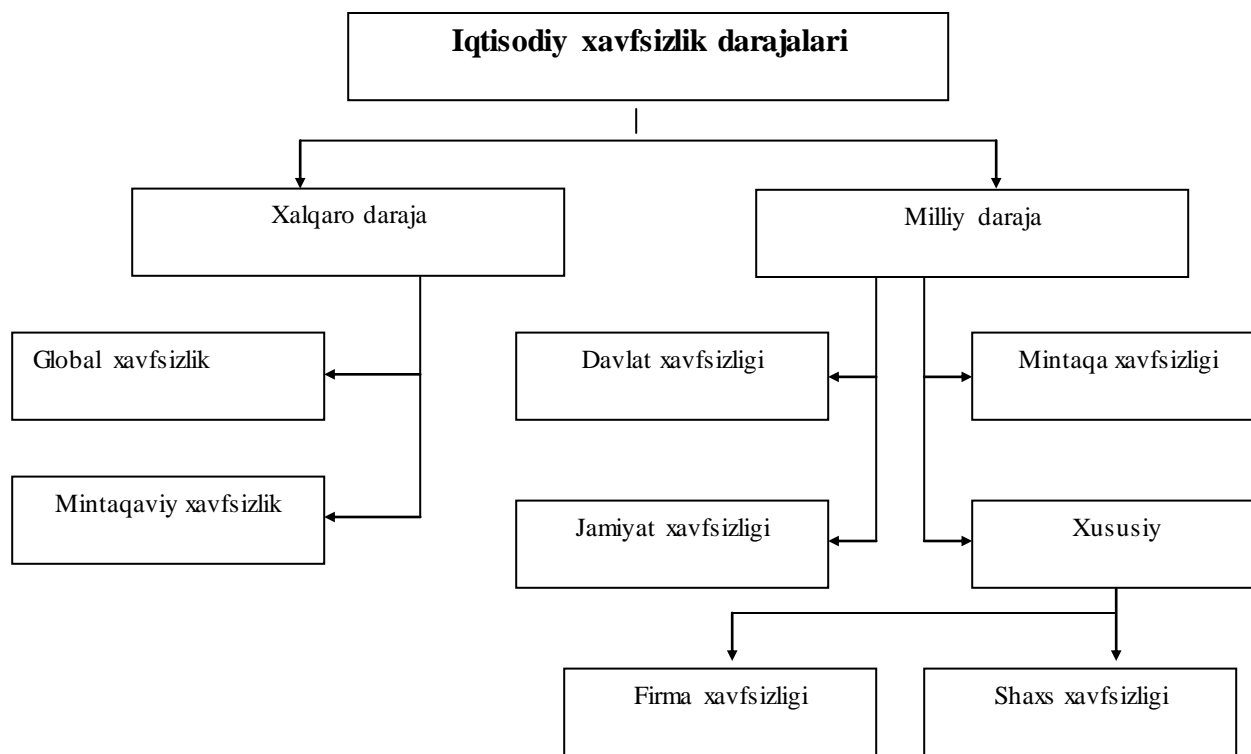 Iqtisodiy xavfsizlik darajalari
Xalqaro daraja
Milliy daraja
Global xavfsizlik
Davlat xavfsizligi
Mintaqa xavfsizligi
Mintaqaviy xavfsizlik
Jamiyat xavfsizligi
Xususiy
Firma xavfsizligi
Shaxs xavfsizligi